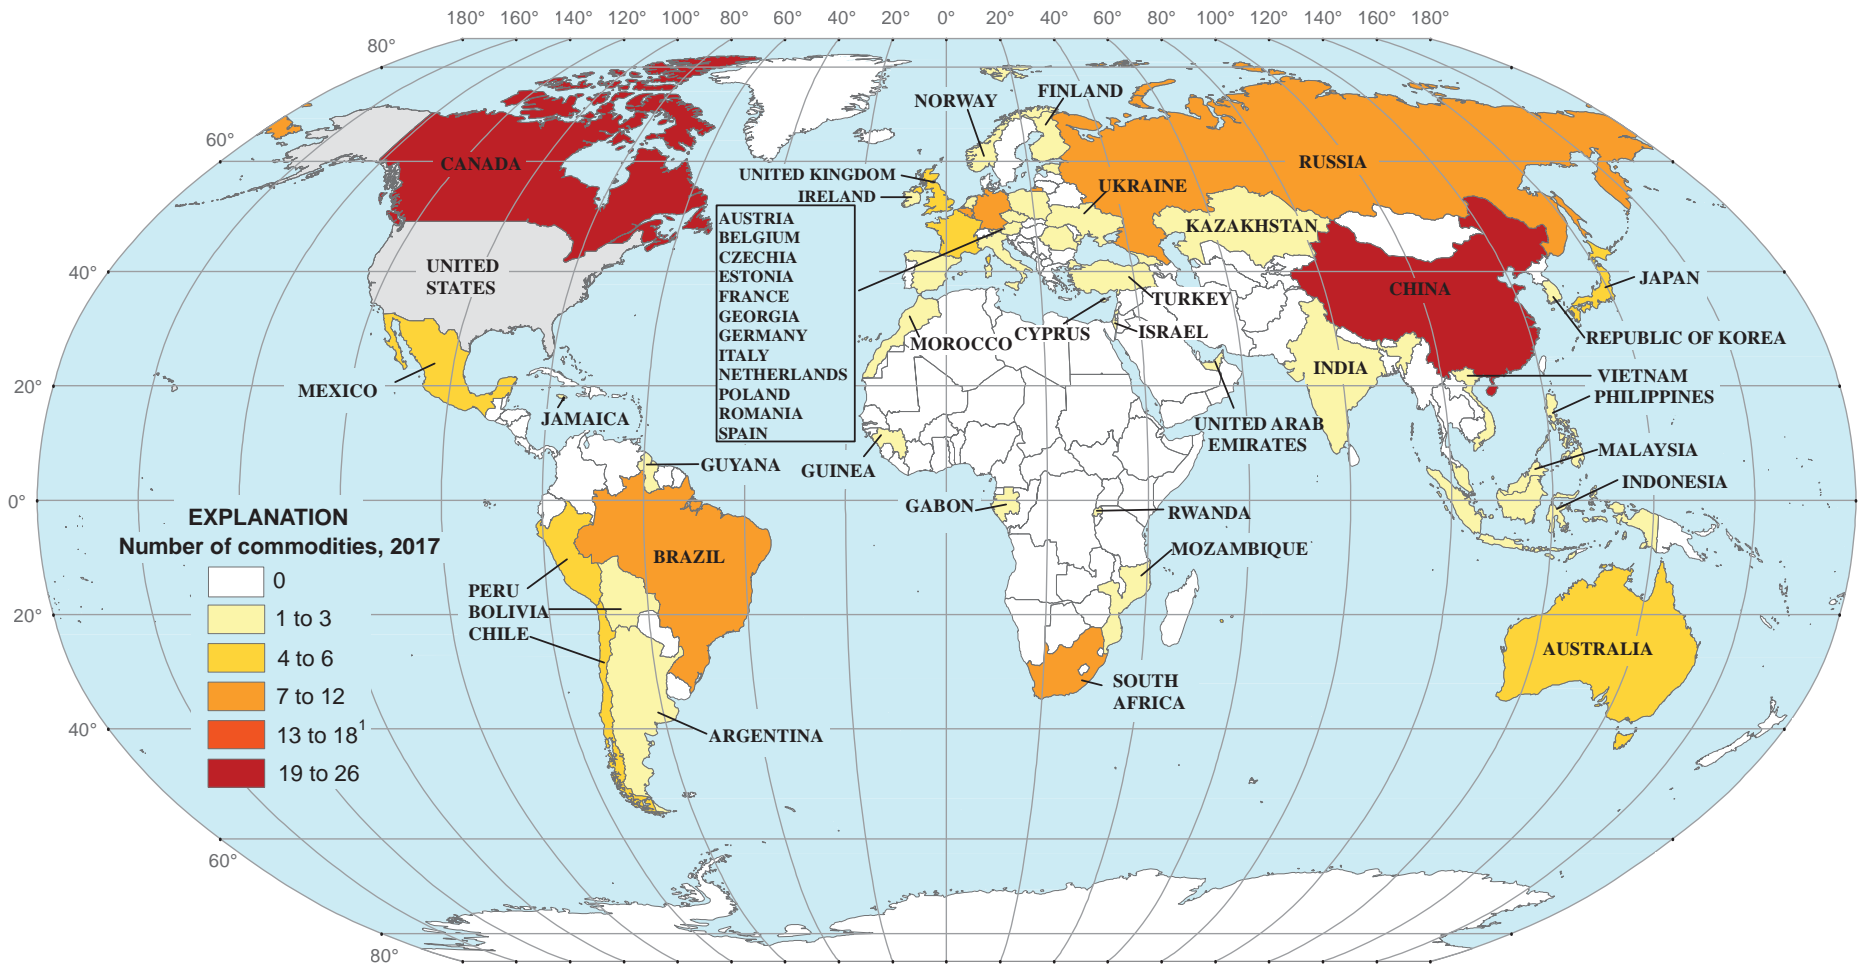 180° 160° 140° 120° 100° 80° 60° 40° 20° 0° 20° 40° 60° 80° 100° 120° 140° 160° 180°
80°
60°
40°
20°
0°
20°
40°
60°
80°
NORWAY
FINLAND
CANADA
RUSSIA
UNITED KINGDOM
IRELAND
UKRAINE
KAZAKHSTAN
AUSTRIA
BELGIUM
CZECHIA
ESTONIA
FRANCE
GEORGIA
GERMANY
ITALY
NETHERLANDS
POLAND
ROMANIA
SPAIN
UNITED
STATES
CHINA
JAPAN
TURKEY
CYPRUS
ISRAEL
MOROCCO
REPUBLIC OF KOREA
INDIA
VIETNAM
PHILIPPINES
MEXICO
JAMAICA
UNITED ARAB
EMIRATES
MALAYSIA
GUYANA
GUINEA
INDONESIA
GABON
RWANDA
MOZAMBIQUE
BRAZIL
PERU
BOLIVIA
CHILE
AUSTRALIA
SOUTH
AFRICA
ARGENTINA
EXPLANATION
Number of commodities, 2017
0
1 to 3
4 to 6
7 to 12
13 to 18¹
19 to 26